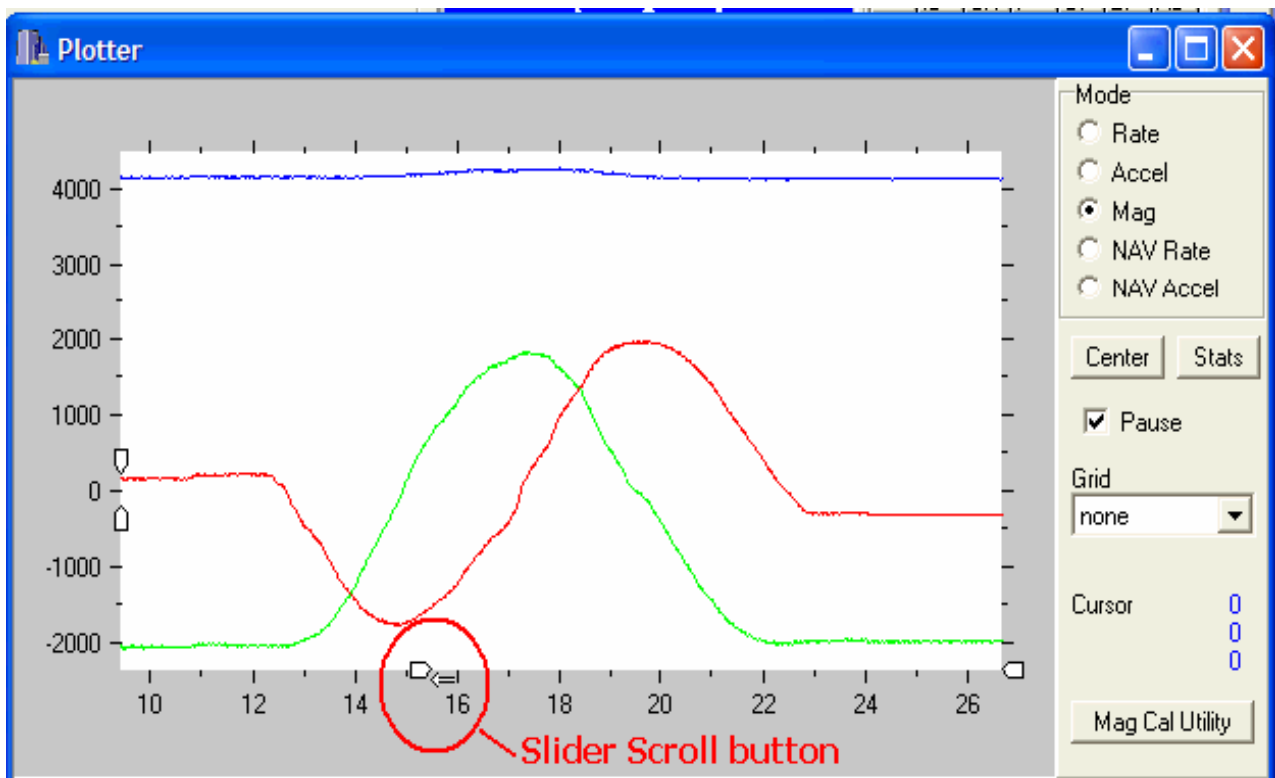 Plotter
4000
3000
2000
1000
0
-1000
-2000
10 12 14 16 18 20 22 24 26
Slider Scroll button
Mode
Rate
Accel
Mag
NAV Rate
NAV Accel
Center Stats
Pause
Grid
none
Cursor 0
0
0
Mag Cal Utility